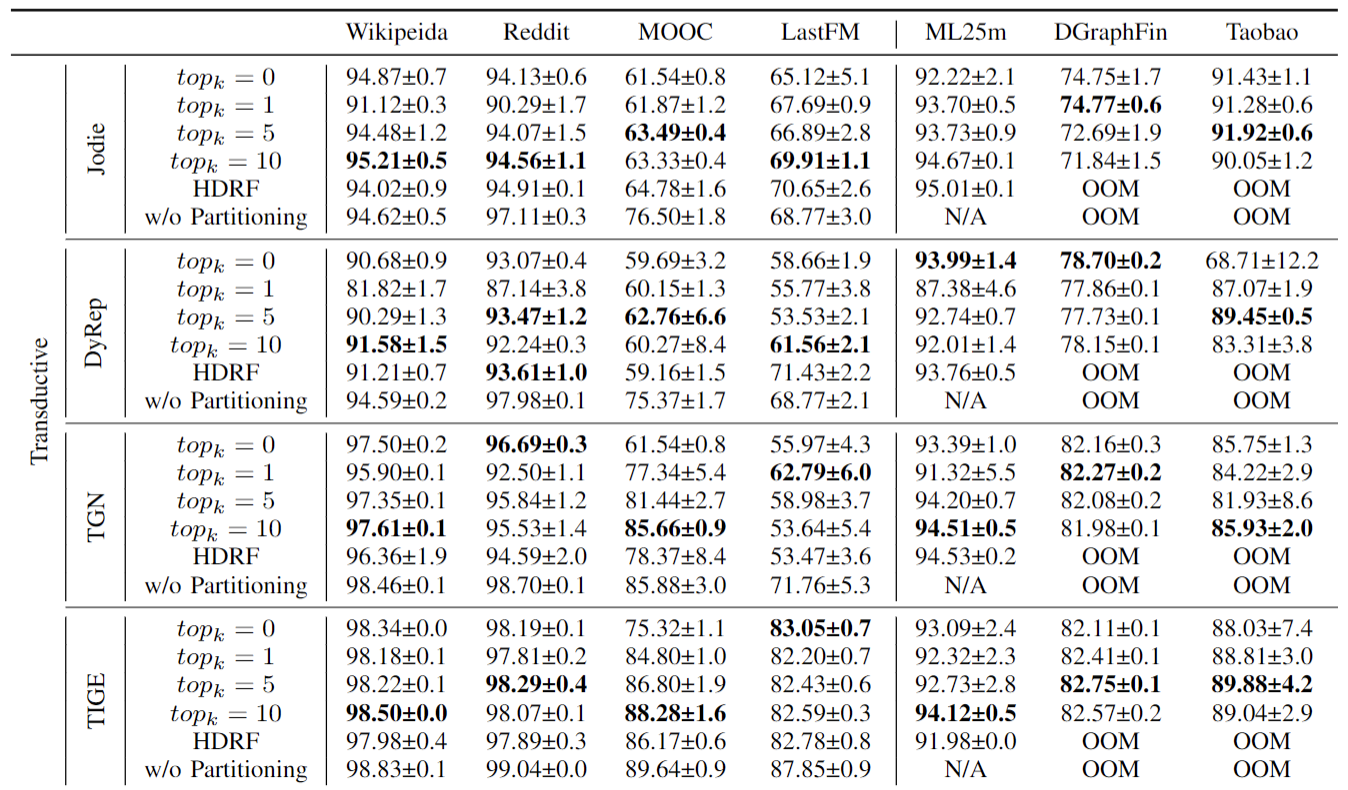 Wikipeida Reddit MOOC LastFM ML25m DGraphFin Taobao
Transductive
Jodie
top_k = 0 94.87±0.7 94.13±0.6 61.54±0.8 65.12±5.1 92.22±2.1 74.75±1.7 91.43±1.1
top_k = 1 91.12±0.3 90.29±1.7 61.87±1.2 67.69±0.9 93.70±0.5 74.77±0.6 91.28±0.6
top_k = 5 94.48±1.2 94.07±1.5 63.49±0.4 66.89±2.8 93.73±0.9 72.69±1.9 91.92±0.6
top_k = 10 95.21±0.5 94.56±1.1 63.33±0.4 69.91±1.1 94.67±0.1 71.84±1.5 90.05±1.2
HDRF 94.02±0.9 94.91±0.1 64.78±1.6 70.65±2.6 95.01±0.1 OOM OOM
w/o Partitioning 94.62±0.5 97.11±0.3 76.50±1.8 68.77±3.0 N/A OOM OOM
DyRep
top_k = 0 90.68±0.9 93.07±0.4 59.69±3.2 58.66±1.9 93.99±1.4 78.70±0.2 68.71±12.2
top_k = 1 81.82±1.7 87.14±3.8 60.15±1.3 55.77±3.8 87.38±4.6 77.86±0.1 87.07±1.9
top_k = 5 90.29±1.3 93.47±1.2 62.76±6.6 53.53±2.1 92.74±0.7 77.73±0.1 89.45±0.5
top_k = 10 91.58±1.5 92.24±0.3 60.27±8.4 61.56±2.1 92.01±1.4 78.15±0.1 83.31±3.8
HDRF 91.21±0.7 93.61±1.0 59.16±1.5 71.43±2.2 93.76±0.5 OOM OOM
w/o Partitioning 94.59±0.2 97.98±0.1 75.37±1.7 68.77±2.1 N/A OOM OOM
TGN
top_k = 0 97.50±0.2 96.69±0.3 61.54±0.8 55.97±4.3 93.39±1.0 82.16±0.3 85.75±1.3
top_k = 1 95.90±0.1 92.50±1.1 77.34±5.4 62.79±6.0 91.32±5.5 82.27±0.2 84.22±2.9
top_k = 5 97.35±0.1 95.84±1.2 81.44±2.7 58.98±3.7 94.20±0.7 82.08±0.2 81.93±8.6
top_k = 10 97.61±0.1 95.53±1.4 85.66±0.9 53.64±5.4 94.51±0.5 81.98±0.1 85.93±2.0
HDRF 96.36±1.9 94.59±2.0 78.37±8.4 53.47±3.6 94.53±0.2 OOM OOM
w/o Partitioning 98.46±0.1 98.70±0.1 85.88±3.0 71.76±5.3 N/A OOM OOM
TIGE
top_k = 0 98.34±0.0 98.19±0.1 75.32±1.1 83.05±0.7 93.09±2.4 82.11±0.1 88.03±7.4
top_k = 1 98.18±0.1 97.81±0.2 84.80±1.0 82.20±0.7 92.32±2.3 82.41±0.1 88.81±3.0
top_k = 5 98.22±0.1 98.29±0.4 86.80±1.9 82.43±0.6 92.73±2.8 82.75±0.1 89.88±4.2
top_k = 10 98.50±0.0 98.07±0.1 88.28±1.6 82.59±0.3 94.12±0.5 82.57±0.2 89.04±2.9
HDRF 97.98±0.4 97.89±0.3 86.17±0.6 82.78±0.8 91.98±0.0 OOM OOM
w/o Partitioning 98.83±0.1 99.04±0.0 89.64±0.9 87.85±0.9 N/A OOM OOM